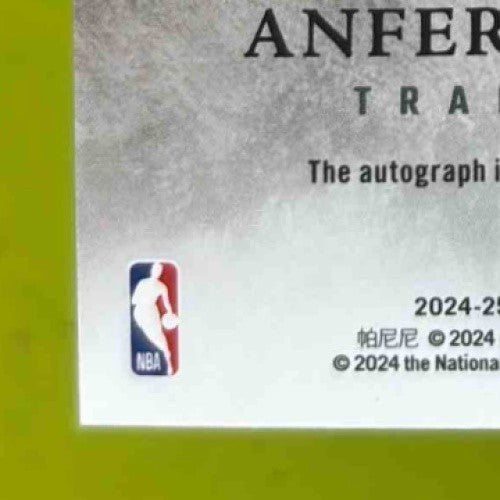 ANFER
TRA
The autograph i
2024-25
帕尼尼 © 2024
© 2024 the Nationa
NBA